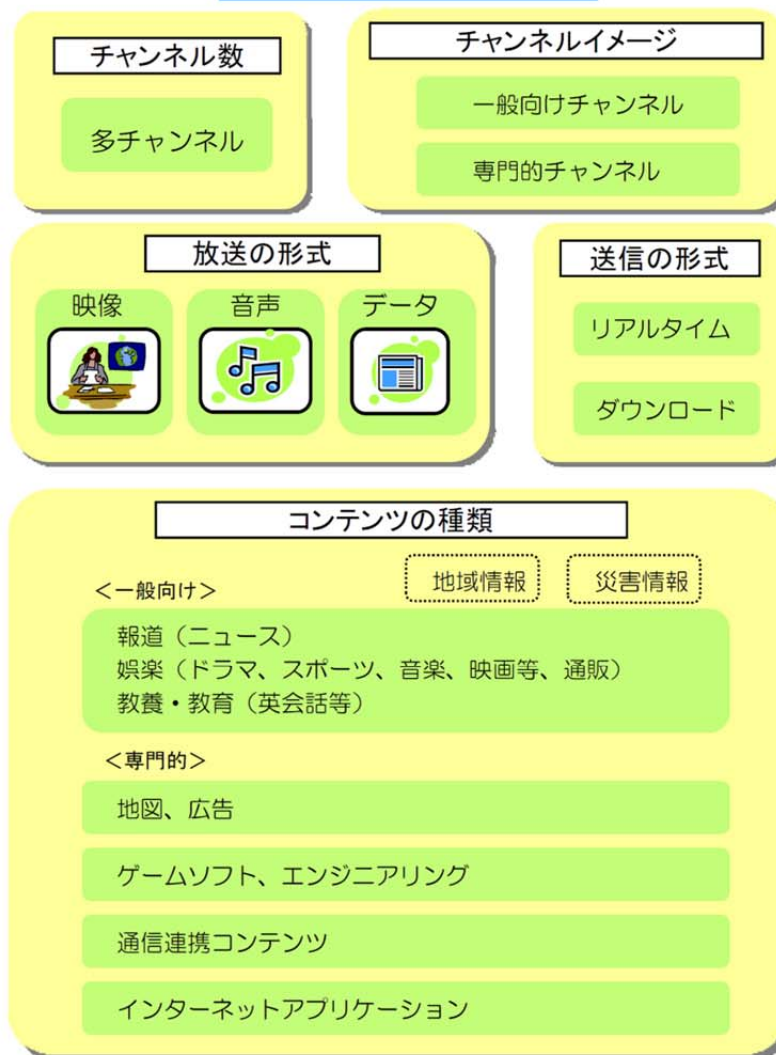 チャンネル数
多チャンネル
チャンネルイメージ
一般向けチャンネル
専門的チャンネル
放送の形式
映像
音声
データ
送信の形式
リアルタイム
ダウンロード
コンテンツの種類
＜一般向け＞
地域情報
災害情報
報道（ニュース）
娯楽（ドラマ、スポーツ、音楽、映画等、通販）
教養・教育（英会話等）
＜専門的＞
地図、広告
ゲームソフト、エンジニアリング
通信連携コンテンツ
インターネットアプリケーション